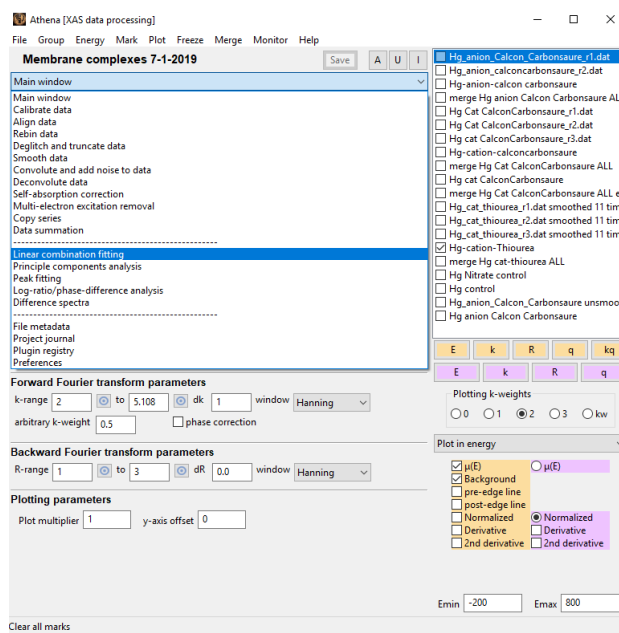 Athena [XAS data processing]
File Group Energy Mark Plot Freeze Merge Monitor Help
Membrane complexes 7-1-2019
Save
A U I
Main window
Main window
Calibrate data
Align data
Rebin data
Deglitch and truncate data
Smooth data
Convolute and add noise to data
Deconvolute data
Self-absorption correction
Multi-electron excitation removal
Copy series
Data summation
----------------------------------------------------
Linear combination fitting
Principle components analysis
Peak fitting
Log-ratio/phase-difference analysis
Difference spectra
----------------------------------------------------
File metadata
Project journal
Plugin registry
Preferences
Forward Fourier transform parameters
k-range 2 to 5.108 dk 1 window Hanning
arbitrary k-weight 0.5 phase correction
Backward Fourier transform parameters
R-range 1 to 3 dR 0.0 window Hanning
Plotting parameters
Plot multiplier 1 y-axis offset 0
Clear all marks
Hg_anion_Calcon_Carbonsaure_r1.dat
Hg_anion_calconcarbonsaure_r2.dat
Hg-anion-calcon carbonsaure
merge Hg anion Calcon Carbonsaure AL
Hg Cat CalconCarbonsaure_r1.dat
Hg Cat CalconCarbonsaure_r2.dat
Hg cat CalconCarbonsaure_r3.dat
Hg-cation-calconcarbonsaure
merge Hg Cat CalconCarbonsaure ALL
Hg cat CalconCarbonsaure
merge Hg Cat CalconCarbonsaure ALL e
Hg_cat_thiourea_r1.dat smoothed 11 tim
Hg_cat_thiourea_r2.dat smoothed 11 tim
Hg_cat_thiourea_r3.dat smoothed 11 tim
Hg-cation-Thiourea
merge Hg cat-thiourea ALL
Hg Nitrate control
Hg control
Hg_anion_Calcon_Carbonsaure unsmoo
Hg anion Calcon Carbonsaure
E k R q kq
E k R q
Plotting k-weights
0 1 2 3 kw
Plot in energy
μ(E) μ(E)
Background
pre-edge line
post-edge line
Normalized Normalized
Derivative Derivative
2nd derivative 2nd derivative
Emin -200 Emax 800